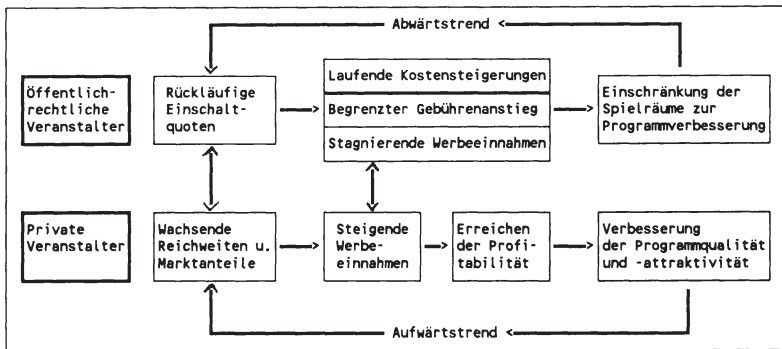 Abwärtstrend <
Öffentlich-
rechtliche
Veranstalter
Rückläufige
Einschalt-
quoten
Laufende Kostensteigerungen
Begrenzter Gebührenanstieg
Stagnierende Werbeeinnahmen
Einschränkung der
Spielräume zur
Programmverbesserung
Private
Veranstalter
Wachsende
Reichweiten u.
Marktanteile
Steigende
Werbe-
einnahmen
Erreichen
der Profi-
tabilität
Verbesserung
der Programmqualität
und -attraktivität
Aufwärtstrend <